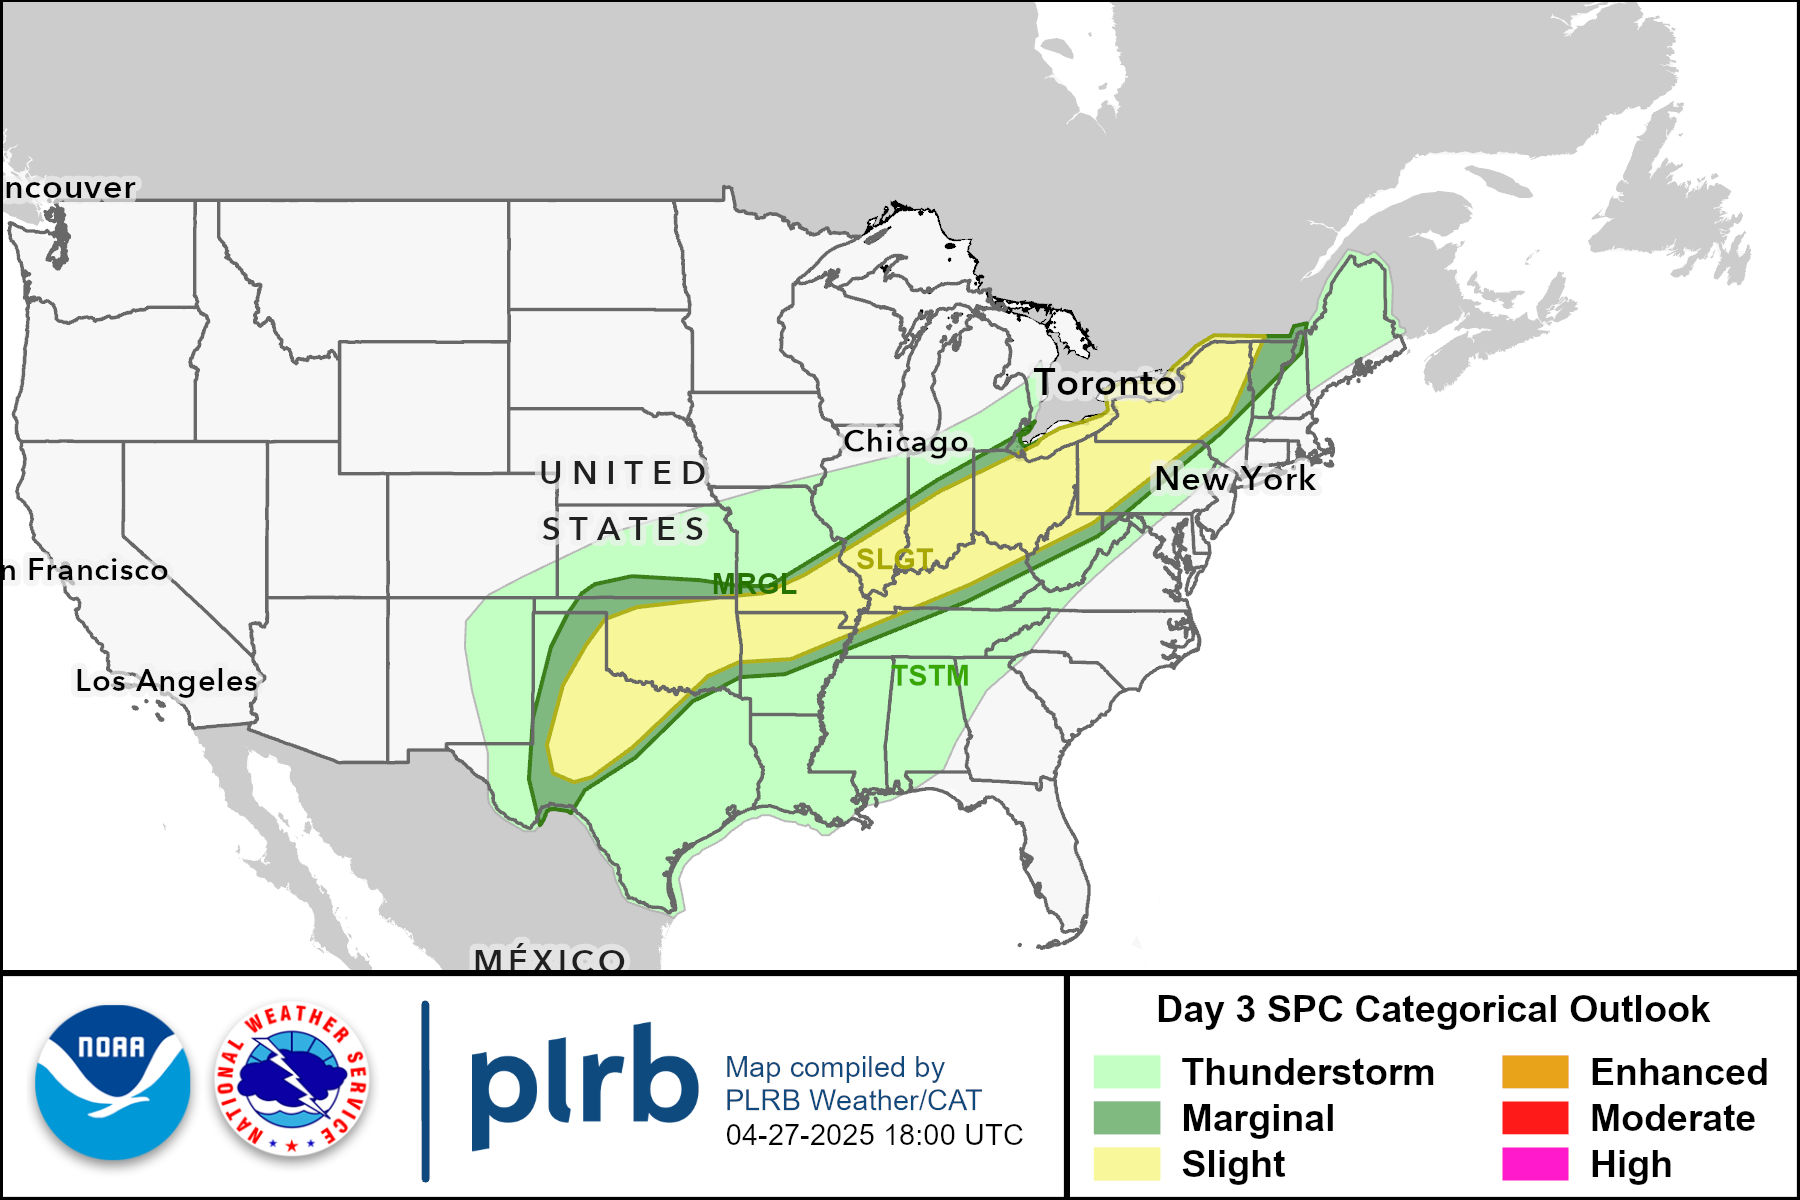 ncouver
Toronto
Chicago
UNITED
New York
STATES
SLGT
n Francisco
MRGL
TSTM
Los Angeles
MÉXICO
NOAA
NATIONAL WEATHER SERVICE
plrb
Map compiled by
PLRB Weather/CAT
04-27-2025 18:00 UTC
Day 3 SPC Categorical Outlook
Thunderstorm
Marginal
Slight
Enhanced
Moderate
High